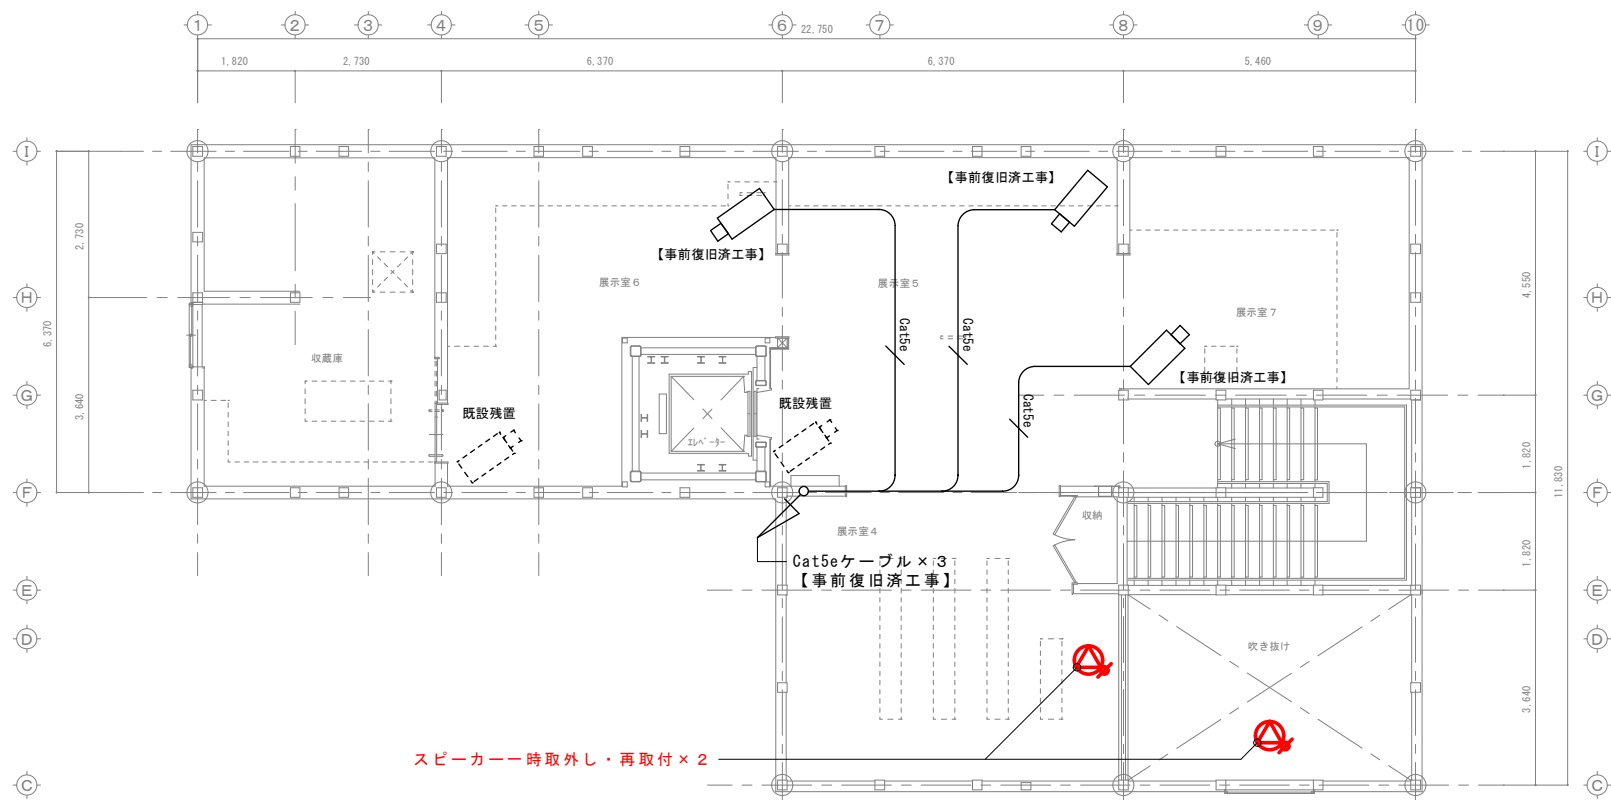 1 2 3 4 5 6 7 8 9 10
22,750
1,820 2,730 6,370 6,370 5,460
I I
【事前復旧済工事】
【事前復旧済工事】
2,730
展示室6
展示室5
4,550
H H
展示室7
6,370
Cat5e
Cat5e
収蔵庫
【事前復旧済工事】
G G
3,640
既設残置
既設残置
Cat5e
エレベーター
1,820
11,830
F F
収納
展示室4
1,820
Cat5eケーブル×3
【事前復旧済工事】
E E
D D
吹き抜け
3,640
スピーカー一時取外し・再取付×2
C C